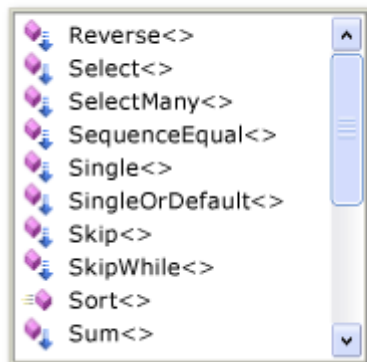 Reverse<>
Select<>
SelectMany<>
SequenceEqual<>
Single<>
SingleOrDefault<>
Skip<>
SkipWhile<>
Sort<>
Sum<>